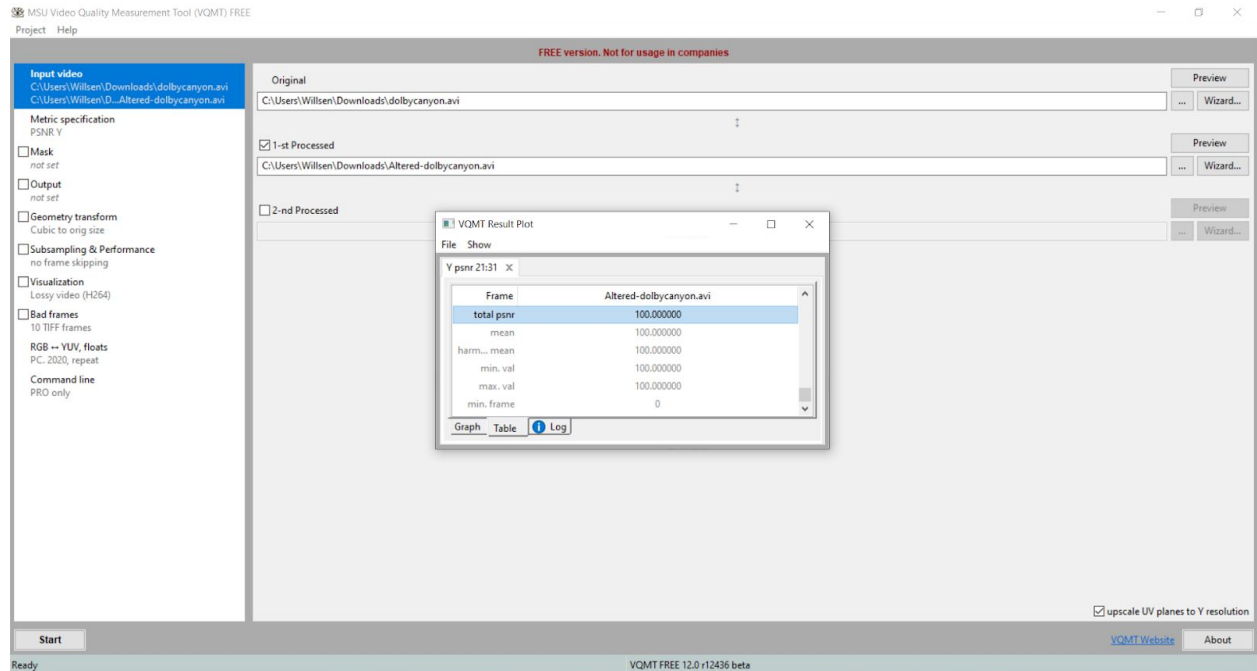 MSU Video Quality Measurement Tool (VQMT) FREE
Project Help
FREE version. Not for usage in companies
Input video
C:\Users\Willsen\Downloads\dolbycanyon.avi
C:\Users\Willsen\D...Altered-dolbycanyon.avi
Metric specification
PSNR Y
Mask
not set
Output
not set
Geometry transform
Cubic to orig size
Subsampling & Performance
no frame skipping
Visualization
Lossy video (H264)
Bad frames
10 TIFF frames
RGB ↔ YUV, floats
PC. 2020, repeat
Command line
PRO only
Original Preview
C:\Users\Willsen\Downloads\dolbycanyon.avi ... Wizard...
1-st Processed Preview
C:\Users\Willsen\Downloads\Altered-dolbycanyon.avi ... Wizard...
2-nd Processed Preview
... Wizard...
VQMT Result Plot
File Show
Y psnr 21:31 X
Frame Altered-dolbycanyon.avi
total psnr 100.000000
mean 100.000000
harm... mean 100.000000
min. val 100.000000
max. val 100.000000
min. frame 0
Graph Table i Log
upscale UV planes to Y resolution
Start VQMT Website About
Ready VQMT FREE 12.0 r12436 beta